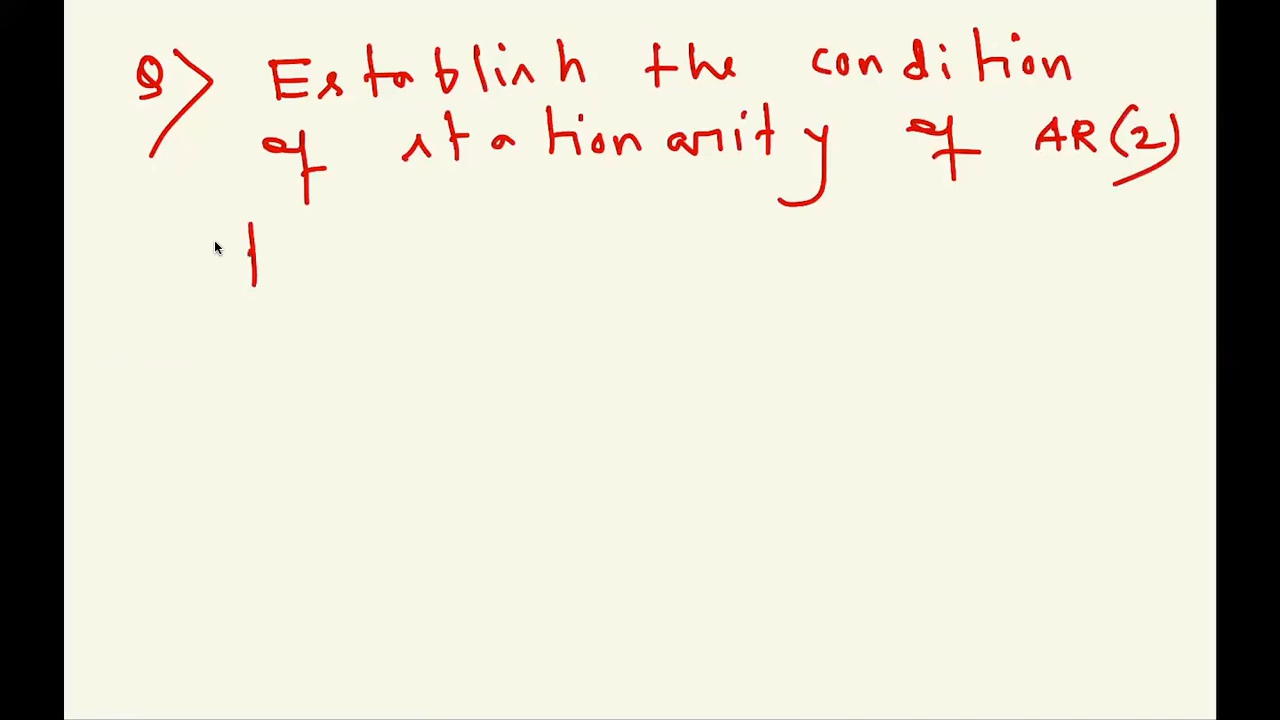 Q> Establish the condition
of stationarity of AR(2)